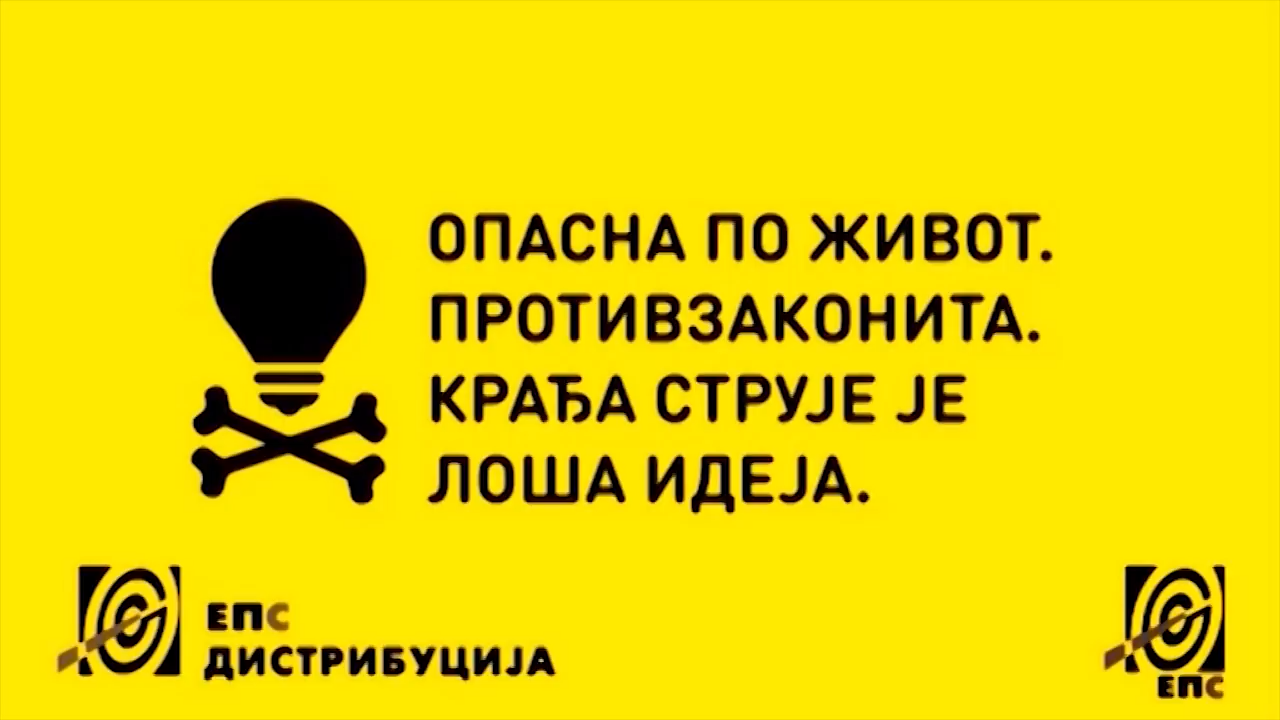 ОПАСНА ПО ЖИВОТ.
ПРОТИВЗАКОНИТА.
КРАЂА СТРУЈЕ ЈЕ
ЛОША ИДЕЈА.
ЕПС
ДИСТРИБУЦИЈА
ЕПС